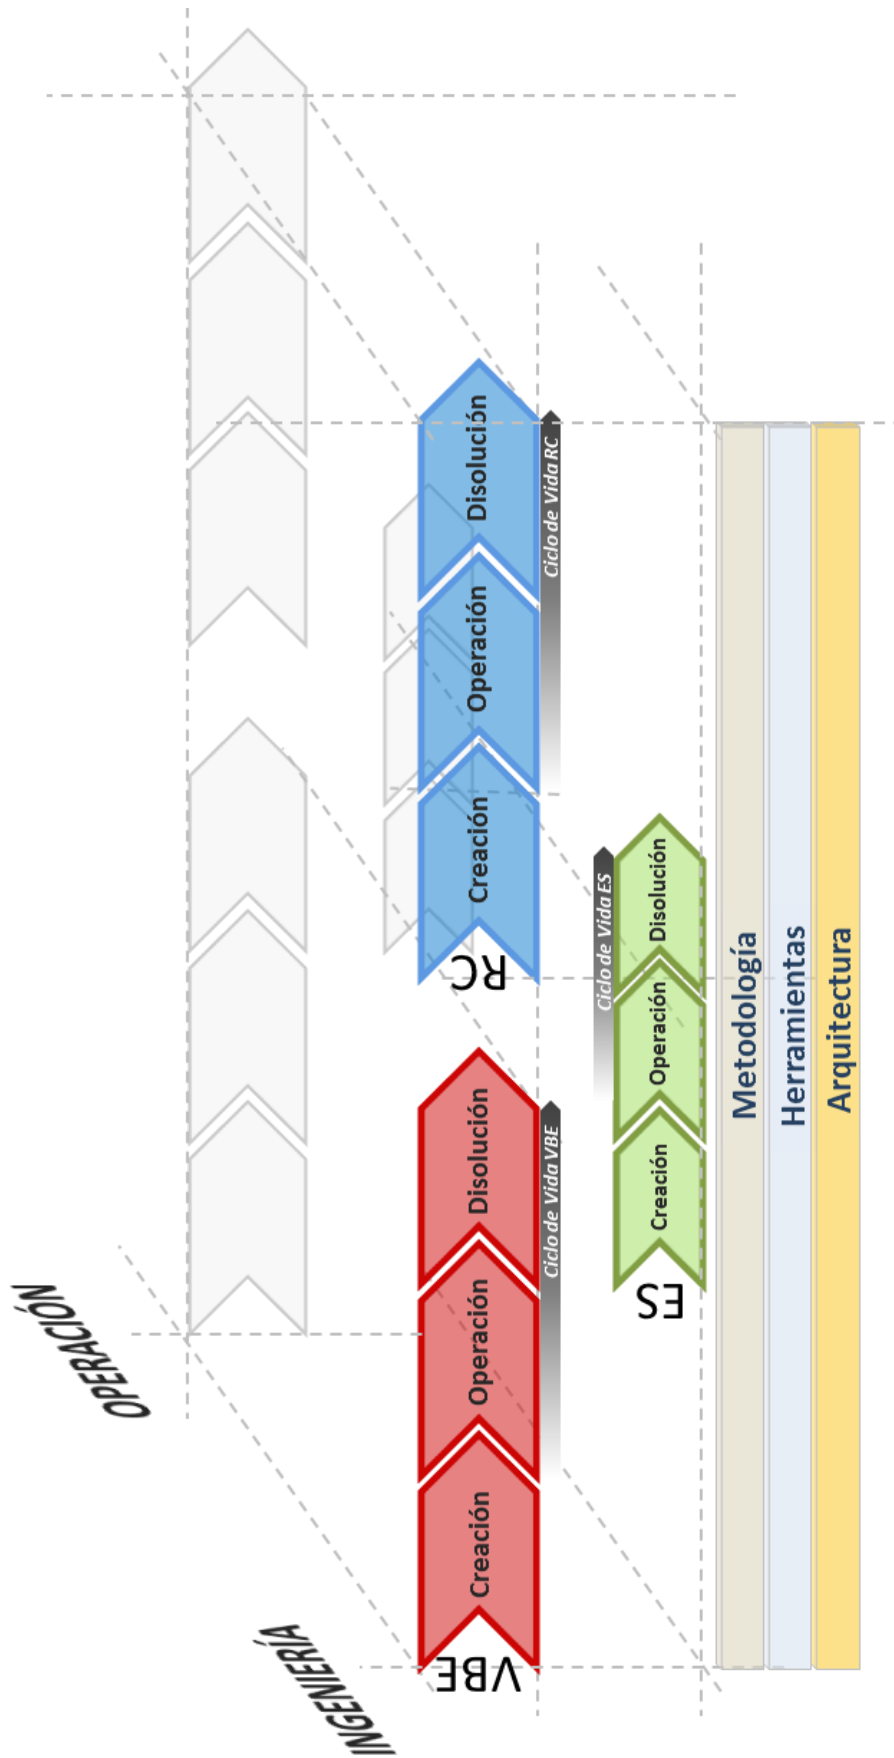 OPERACIÓN
INGENIERÍA
VBE
Creación
Operación
Disolución
Ciclo de Vida VBE
RC
Creación
Operación
Disolución
Ciclo de Vida RC
ES
Creación
Operación
Disolución
Ciclo de Vida ES
Metodología
Herramientas
Arquitectura